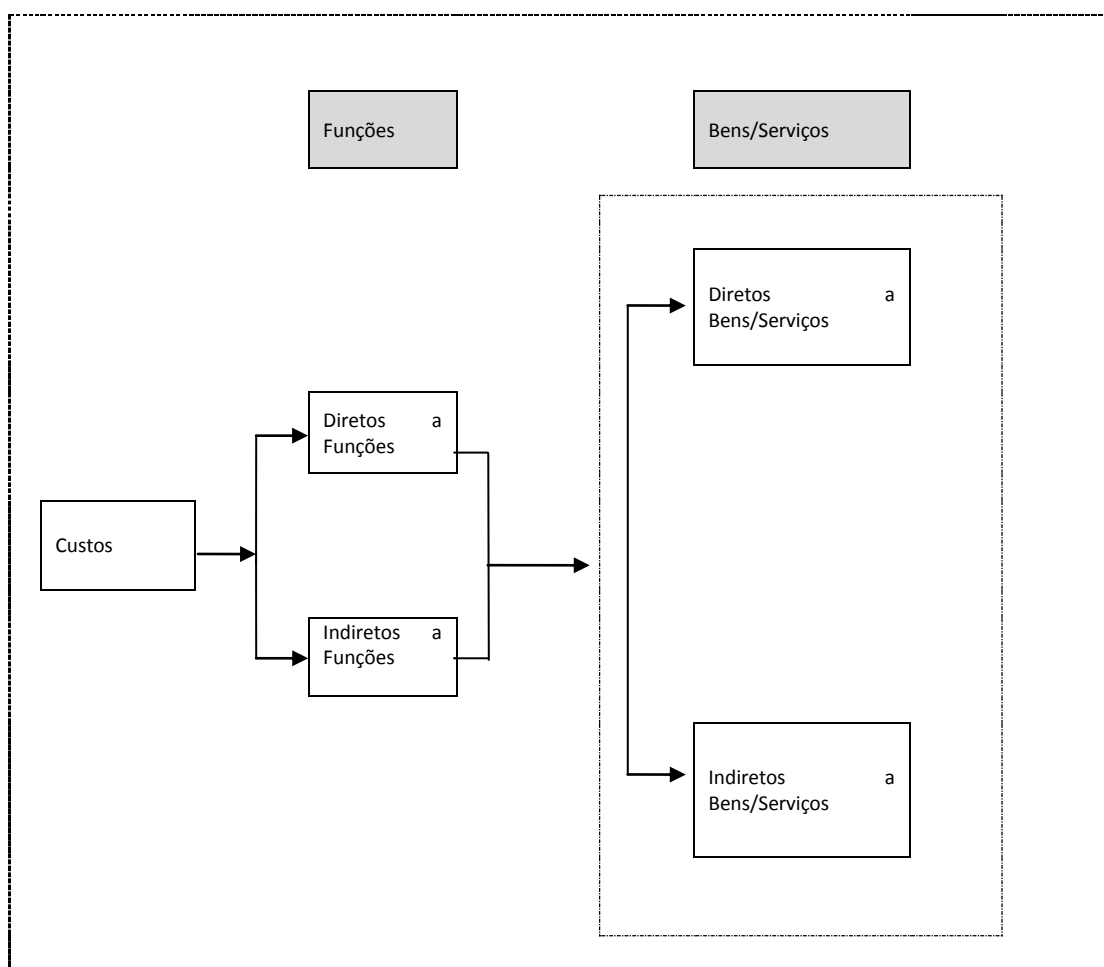 Funções
Bens/Serviços
Diretos a
Bens/Serviços
Diretos a
Funções
Custos
Indiretos a
Funções
Indiretos a
Bens/Serviços